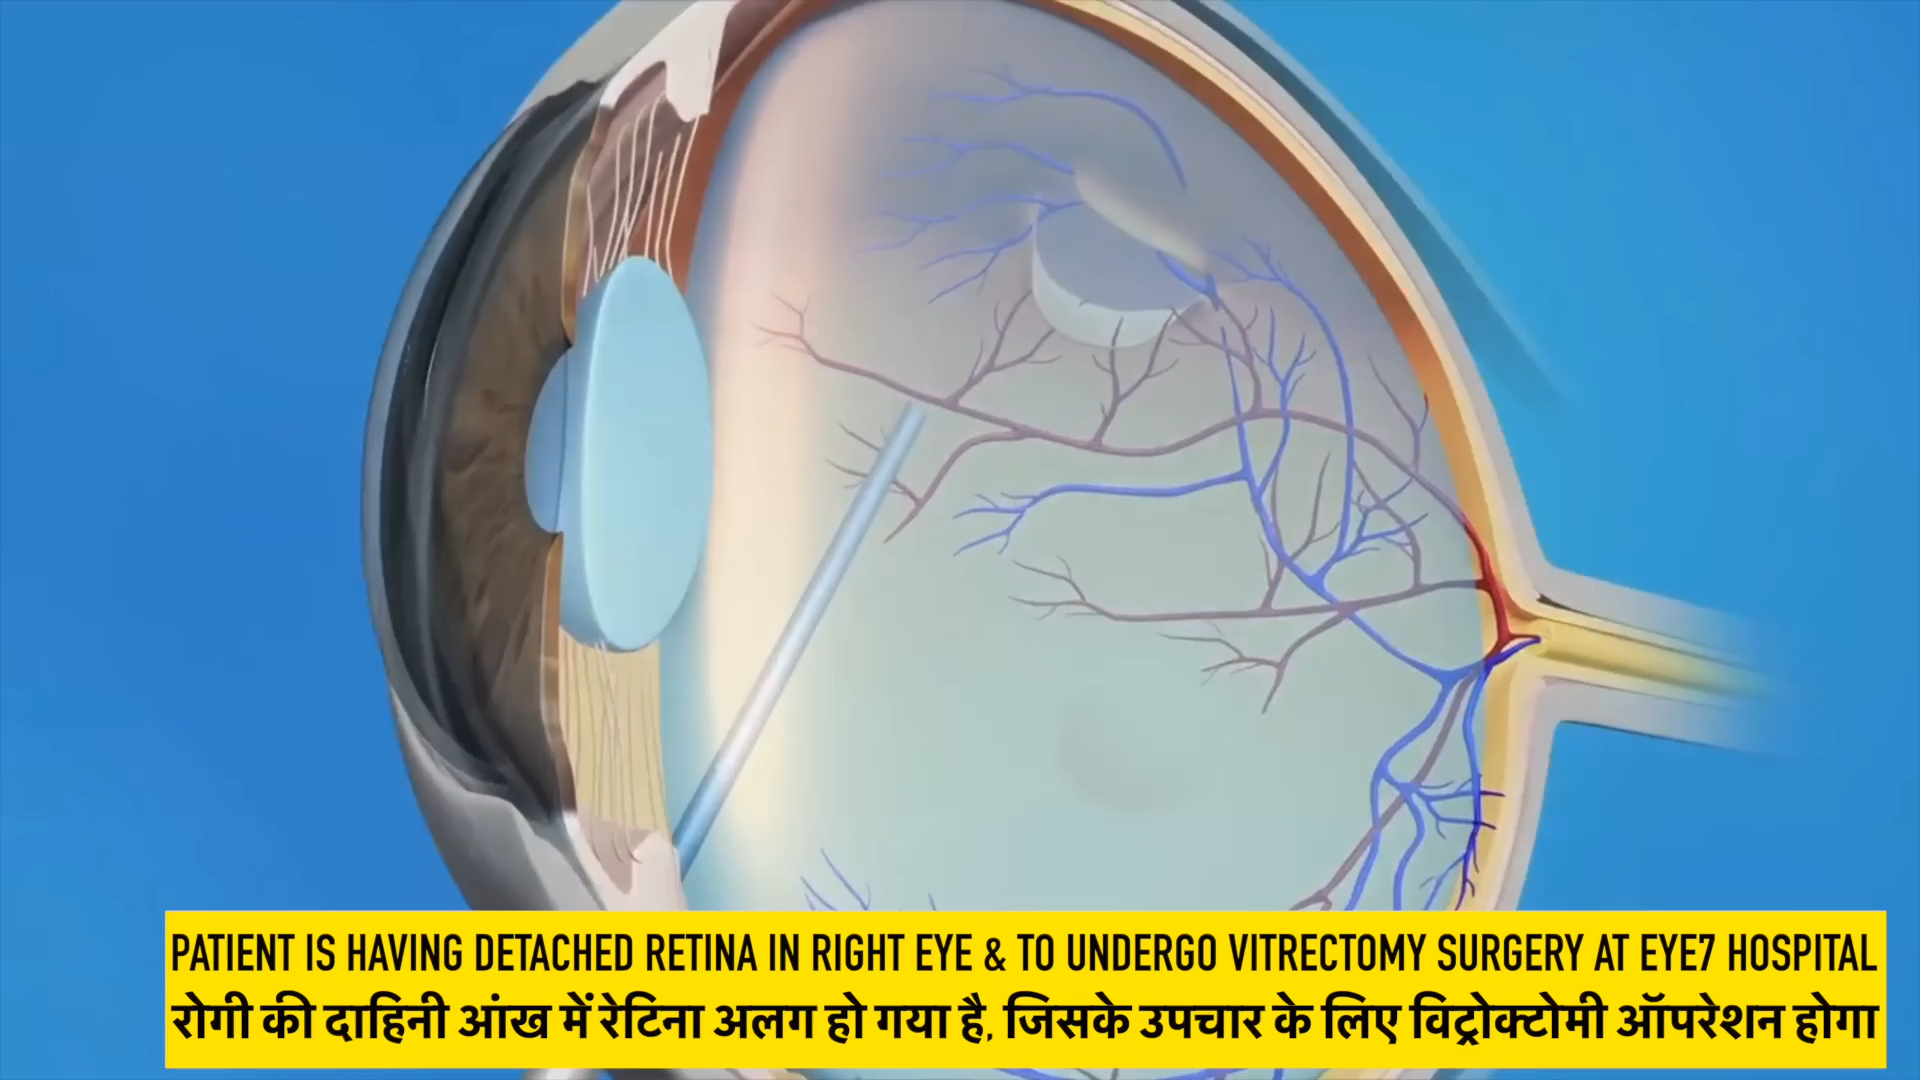 PATIENT IS HAVING DETACHED RETINA IN RIGHT EYE & TO UNDERGO VITRECTOMY SURGERY AT EYE7 HOSPITAL
रोगी की दाहिनी आंख में रेटिना अलग हो गया है, जिसके उपचार के लिए विट्रोक्टोमी ऑपरेशन होगा